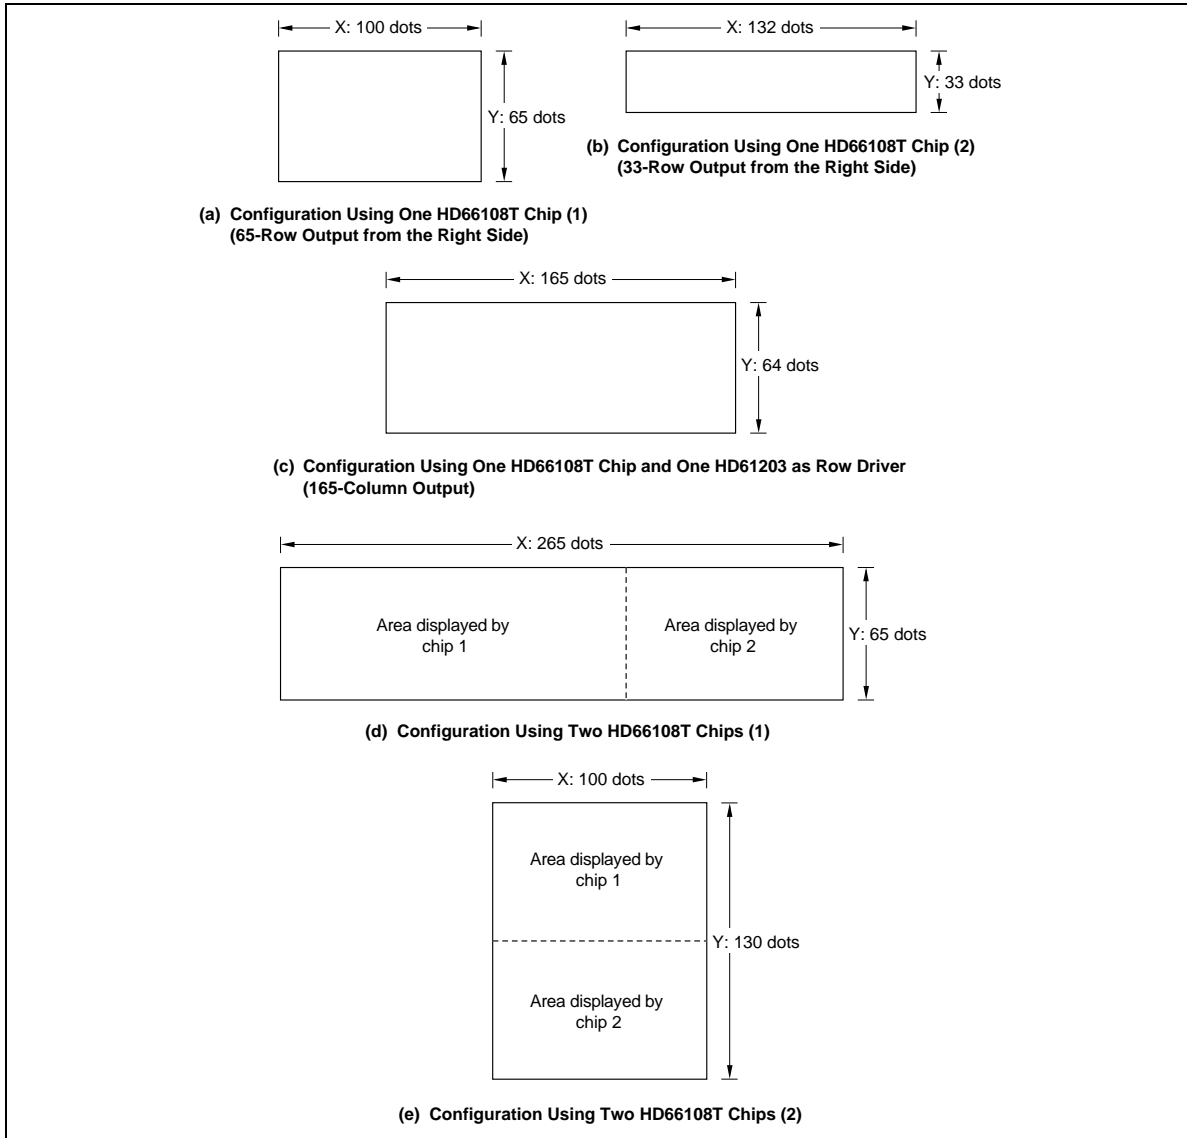 X: 100 dots
Y: 65 dots
(a) Configuration Using One HD66108T Chip (1)
(65-Row Output from the Right Side)
X: 132 dots
Y: 33 dots
(b) Configuration Using One HD66108T Chip (2)
(33-Row Output from the Right Side)
X: 165 dots
Y: 64 dots
(c) Configuration Using One HD66108T Chip and One HD61203 as Row Driver
(165-Column Output)
X: 265 dots
Area displayed by
chip 1
Area displayed by
chip 2
Y: 65 dots
(d) Configuration Using Two HD66108T Chips (1)
X: 100 dots
Area displayed by
chip 1
Y: 130 dots
Area displayed by
chip 2
(e) Configuration Using Two HD66108T Chips (2)